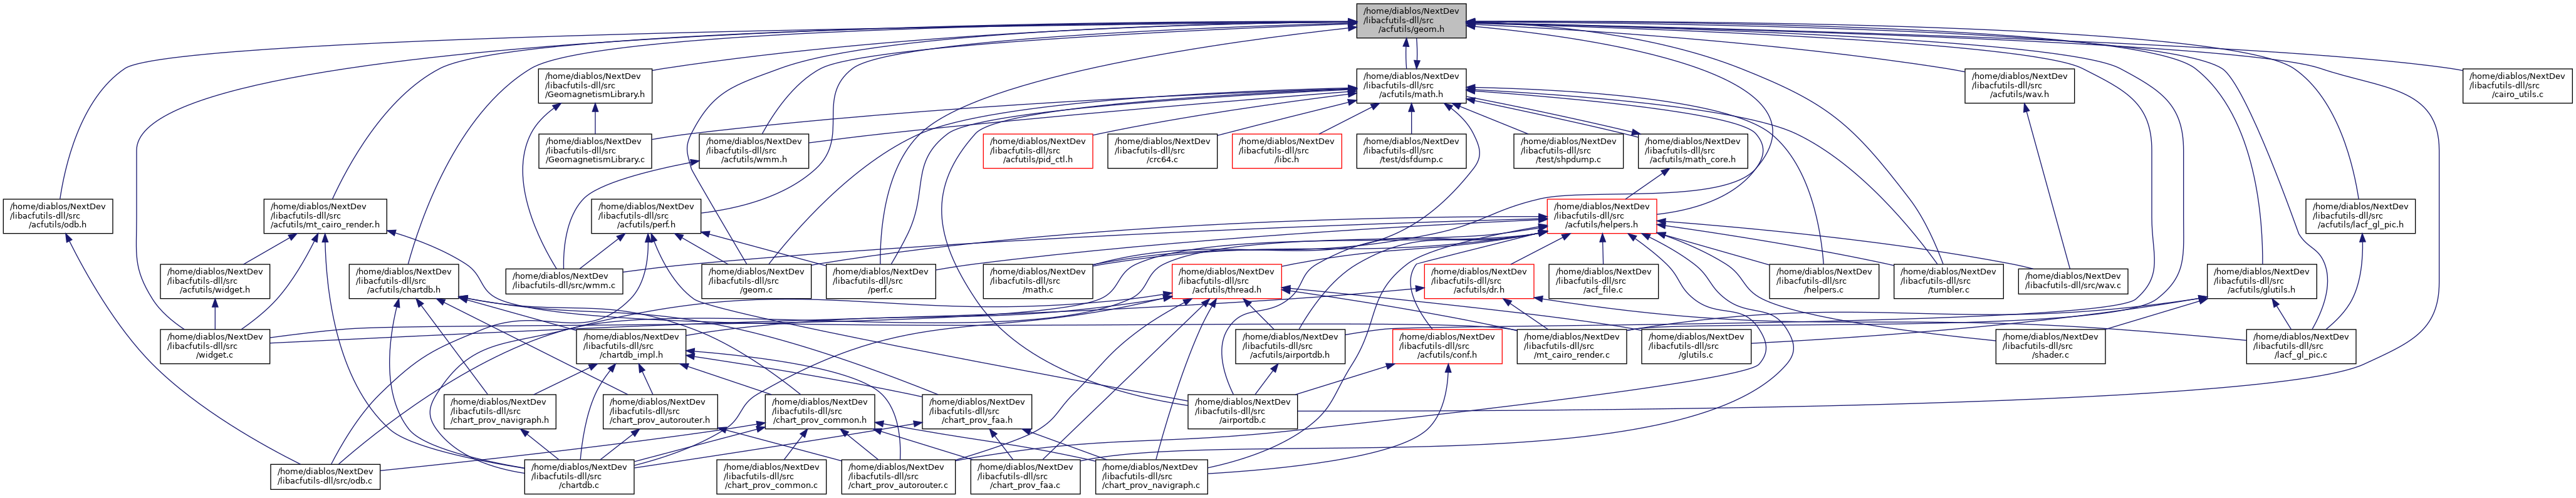 /home/diablos/NextDev
/libacfutils-dll/src
/acfutils/geom.h
/home/diablos/NextDev
/libacfutils-dll/src
/GeomagnetismLibrary.h
/home/diablos/NextDev
/libacfutils-dll/src
/acfutils/math.h
/home/diablos/NextDev
/libacfutils-dll/src
/acfutils/wav.h
/home/diablos/NextDev
/libacfutils-dll/src
/cairo_utils.c
/home/diablos/NextDev
/libacfutils-dll/src
/GeomagnetismLibrary.c
/home/diablos/NextDev
/libacfutils-dll/src
/acfutils/wmm.h
/home/diablos/NextDev
/libacfutils-dll/src
/acfutils/pid_ctl.h
/home/diablos/NextDev
/libacfutils-dll/src
/crc64.c
/home/diablos/NextDev
/libacfutils-dll/src
/libc.h
/home/diablos/NextDev
/libacfutils-dll/src
/test/dsfdump.c
/home/diablos/NextDev
/libacfutils-dll/src
/test/shpdump.c
/home/diablos/NextDev
/libacfutils-dll/src
/acfutils/math_core.h
/home/diablos/NextDev
/libacfutils-dll/src
/acfutils/odb.h
/home/diablos/NextDev
/libacfutils-dll/src
/acfutils/mt_cairo_render.h
/home/diablos/NextDev
/libacfutils-dll/src
/acfutils/perf.h
/home/diablos/NextDev
/libacfutils-dll/src
/acfutils/helpers.h
/home/diablos/NextDev
/libacfutils-dll/src
/acfutils/lacf_gl_pic.h
/home/diablos/NextDev
/libacfutils-dll/src
/acfutils/widget.h
/home/diablos/NextDev
/libacfutils-dll/src
/acfutils/chartdb.h
/home/diablos/NextDev
/libacfutils-dll/src/wmm.c
/home/diablos/NextDev
/libacfutils-dll/src
/geom.c
/home/diablos/NextDev
/libacfutils-dll/src
/perf.c
/home/diablos/NextDev
/libacfutils-dll/src
/math.c
/home/diablos/NextDev
/libacfutils-dll/src
/acfutils/thread.h
/home/diablos/NextDev
/libacfutils-dll/src
/acfutils/dr.h
/home/diablos/NextDev
/libacfutils-dll/src
/acf_file.c
/home/diablos/NextDev
/libacfutils-dll/src
/helpers.c
/home/diablos/NextDev
/libacfutils-dll/src
/tumbler.c
/home/diablos/NextDev
/libacfutils-dll/src/wav.c
/home/diablos/NextDev
/libacfutils-dll/src
/acfutils/glutils.h
/home/diablos/NextDev
/libacfutils-dll/src
/widget.c
/home/diablos/NextDev
/libacfutils-dll/src
/chartdb_impl.h
/home/diablos/NextDev
/libacfutils-dll/src
/acfutils/airportdb.h
/home/diablos/NextDev
/libacfutils-dll/src
/acfutils/conf.h
/home/diablos/NextDev
/libacfutils-dll/src
/mt_cairo_render.c
/home/diablos/NextDev
/libacfutils-dll/src
/glutils.c
/home/diablos/NextDev
/libacfutils-dll/src
/shader.c
/home/diablos/NextDev
/libacfutils-dll/src
/lacf_gl_pic.c
/home/diablos/NextDev
/libacfutils-dll/src
/chart_prov_navigraph.h
/home/diablos/NextDev
/libacfutils-dll/src
/chart_prov_autorouter.h
/home/diablos/NextDev
/libacfutils-dll/src
/chart_prov_common.h
/home/diablos/NextDev
/libacfutils-dll/src
/chart_prov_faa.h
/home/diablos/NextDev
/libacfutils-dll/src
/airportdb.c
/home/diablos/NextDev
/libacfutils-dll/src/odb.c
/home/diablos/NextDev
/libacfutils-dll/src
/chartdb.c
/home/diablos/NextDev
/libacfutils-dll/src
/chart_prov_common.c
/home/diablos/NextDev
/libacfutils-dll/src
/chart_prov_autorouter.c
/home/diablos/NextDev
/libacfutils-dll/src
/chart_prov_faa.c
/home/diablos/NextDev
/libacfutils-dll/src
/chart_prov_navigraph.c